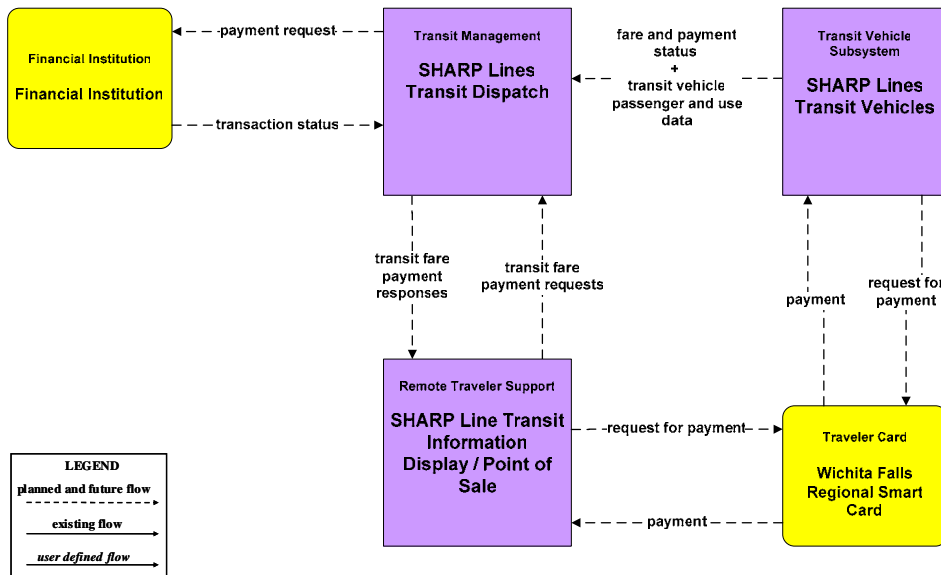 payment request
Financial Institution
Financial Institution
transaction status
Transit Management
SHARP Lines
Transit Dispatch
fare and payment
status
+
transit vehicle
passenger and use
data
Transit Vehicle
Subsystem
SHARP Lines
Transit Vehicles
transit fare
payment
responses
transit fare
payment requests
payment
request for
payment
Remote Traveler Support
SHARP Line Transit
Information
Display / Point of
Sale
request for payment
payment
Traveler Card
Wichita Falls
Regional Smart
Card
LEGEND
planned and future flow
existing flow
user defined flow